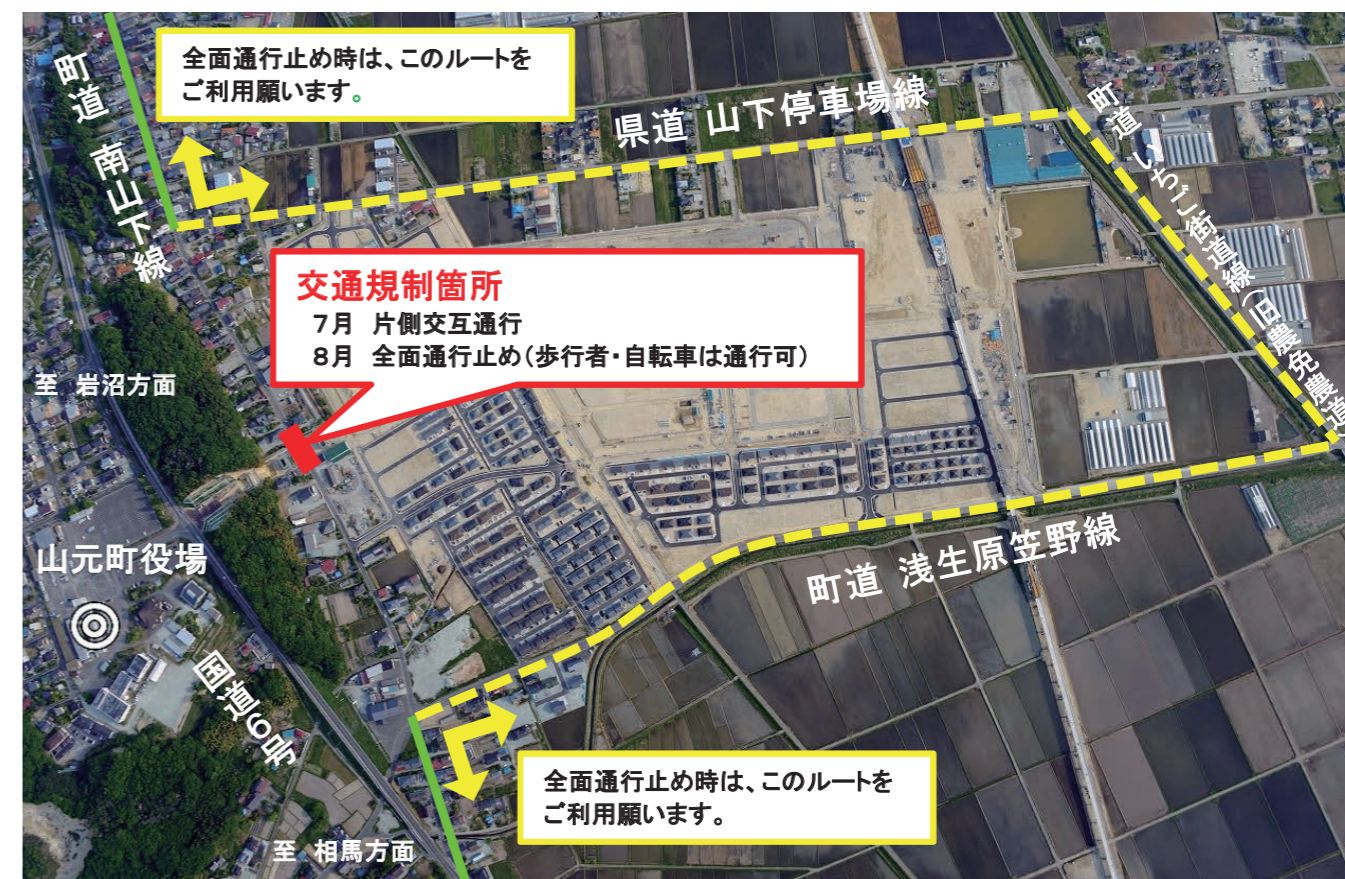 全面通行止め時は、このルートを
ご利用願います。
町道 南山下線
県道 山下停車場線
町道 いちご街道線(旧農免農道)
交通規制箇所
7月 片側交互通行
8月 全面通行止め(歩行者・自転車は通行可)
至 岩沼方面
山元町役場
国道6号
町道 浅生原笠野線
全面通行止め時は、このルートを
ご利用願います。
至 相馬方面